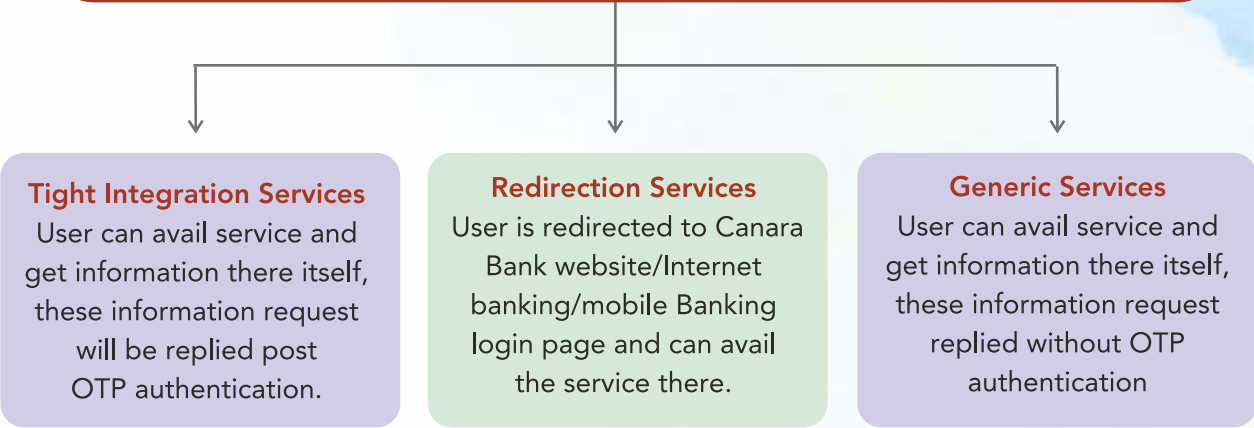 Tight Integration Services
User can avail service and
get information there itself,
these information request
will be replied post
OTP authentication.
Redirection Services
User is redirected to Canara
Bank website/Internet
banking/mobile Banking
login page and can avail
the service there.
Generic Services
User can avail service and
get information there itself,
these information request
replied without OTP
authentication